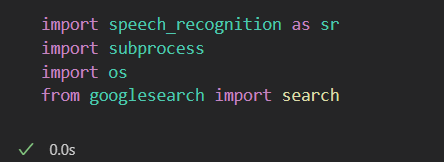 import speech_recognition as sr
import subprocess
import os
from googlesearch import search
0.0s